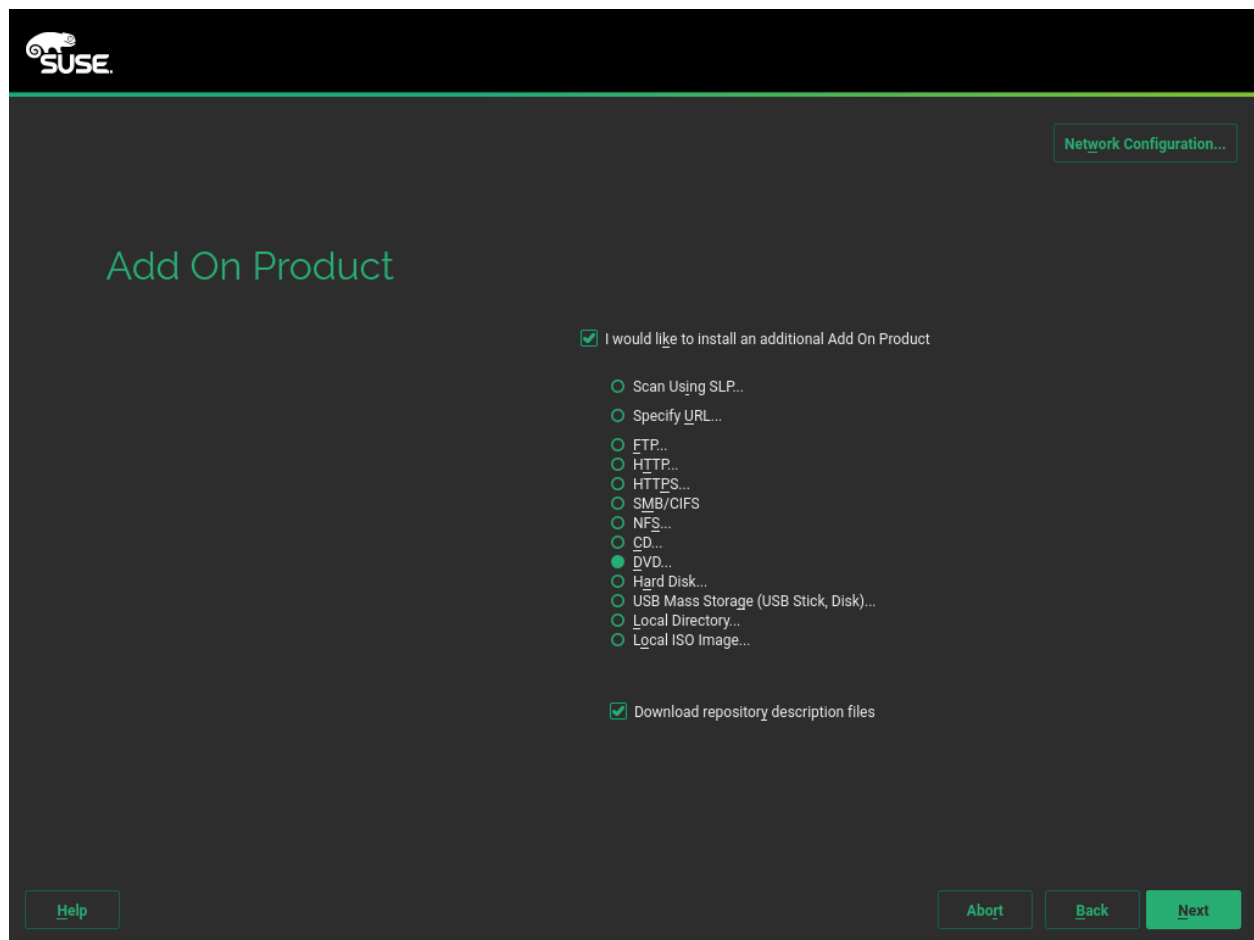 SUSE.
Network Configuration...
Add On Product
I would like to install an additional Add On Product
Scan Using SLP...
Specify URL...
FTP...
HTTP...
HTTPS...
SMB/CIFS
NFS...
CD...
DVD...
Hard Disk...
USB Mass Storage (USB Stick, Disk)...
Local Directory...
Local ISO Image...
Download repository description files
Help
Abort
Back
Next